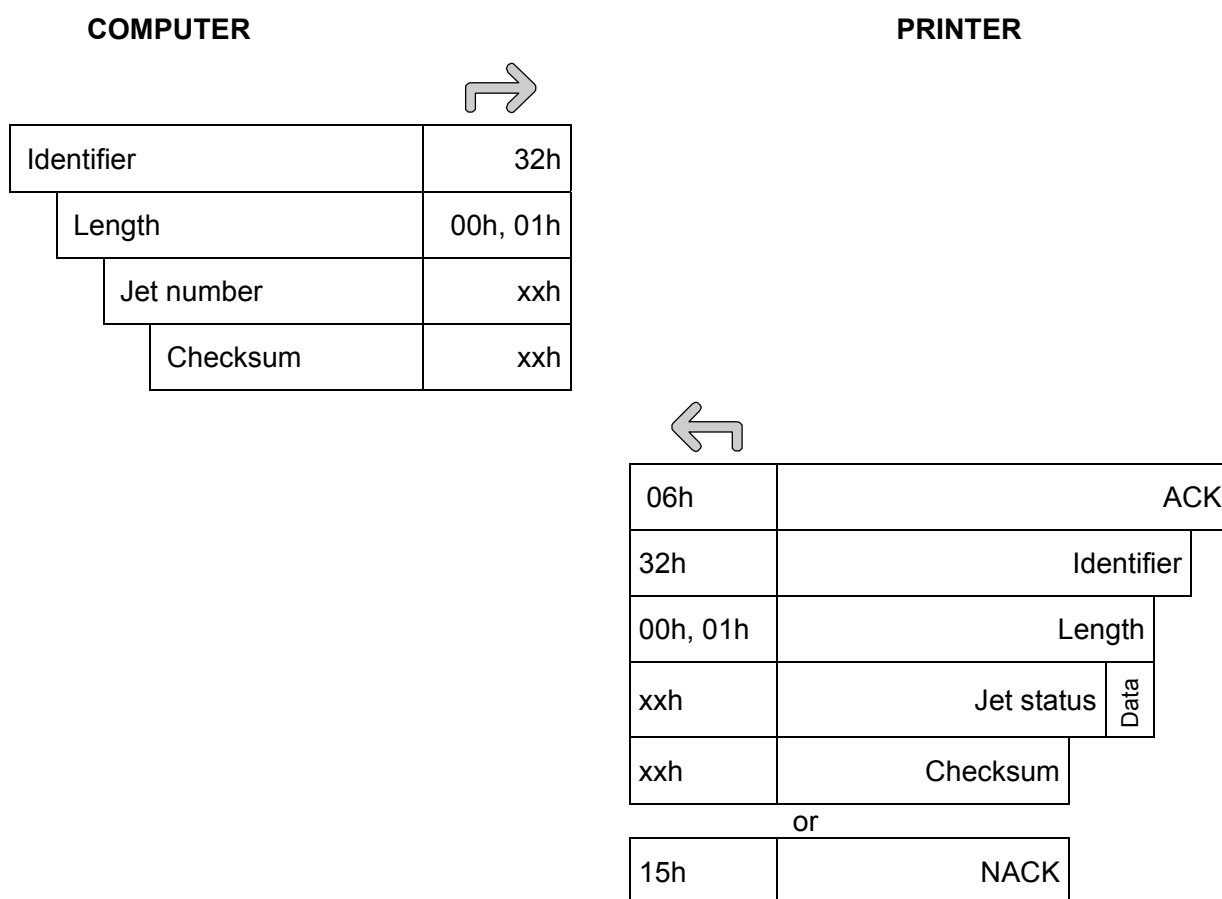 COMPUTER PRINTER
Identifier 32h
Length 00h, 01h
Jet number xxh
Checksum xxh
06h ACK
32h Identifier
00h, 01h Length
xxh Jet status Data
xxh Checksum
or
15h NACK